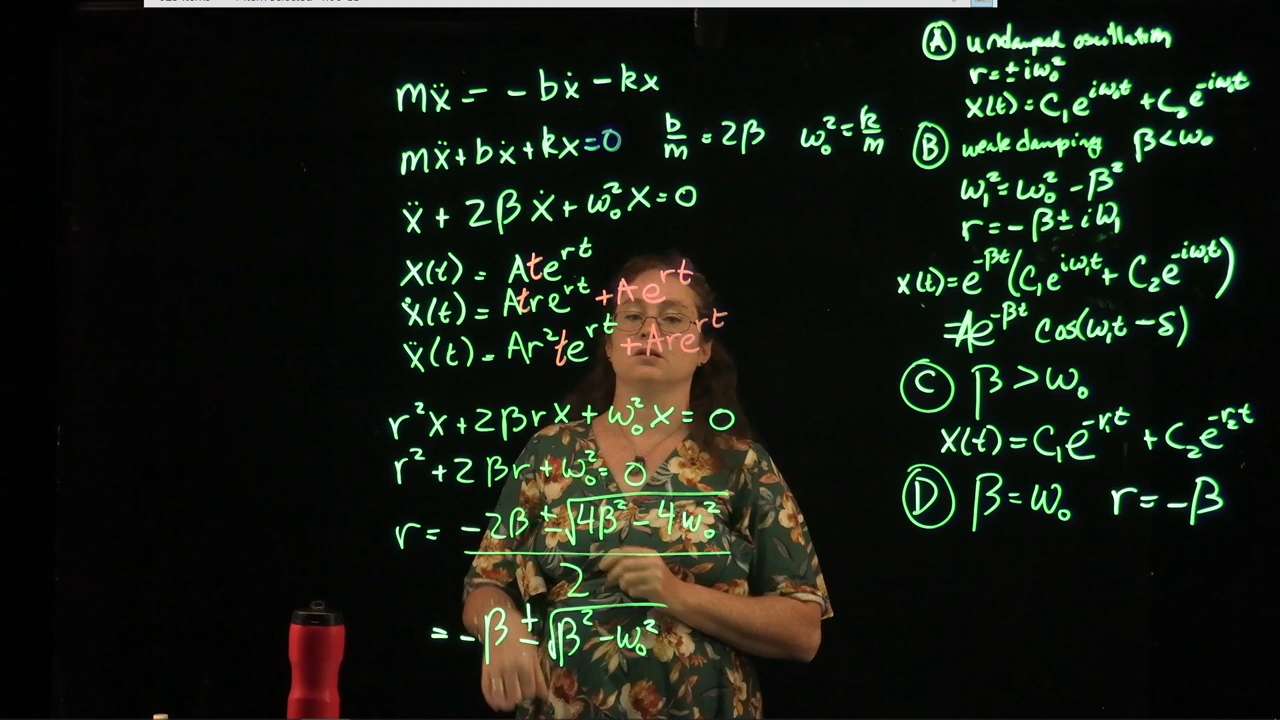 mẍ = - bẋ - kx
mẍ + bẋ + kx = 0 b/m = 2β ω₀² = k/m
ẍ + 2βẋ + ω₀²x = 0
x(t) = Ate^{rt}
ẋ(t) = Atre^{rt} + Ae^{rt}
ẍ(t) = Ar²te^{rt} + Are^{rt}
r²x + 2βrx + ω₀²x = 0
r² + 2βr + ω₀² = 0
r = (-2β ± √(4β² - 4ω₀²)) / 2
= -β ± √(β² - ω₀²)
Ⓐ undamped oscillation
r = ± iω₀²
x(t) = C₁e^{iω₀t} + C₂e^{-iω₀t}
Ⓑ weak damping β < ω₀
ω₁² = ω₀² - β²
r = -β ± iω₁
x(t) = e^{-βt}(C₁e^{iω₁t} + C₂e^{-iω₁t})
= Ae^{-βt} cos(ω₁t - δ)
Ⓒ β > ω₀
x(t) = C₁e^{-r₁t} + C₂e^{-r₂t}
Ⓓ β = ω₀ r = -β